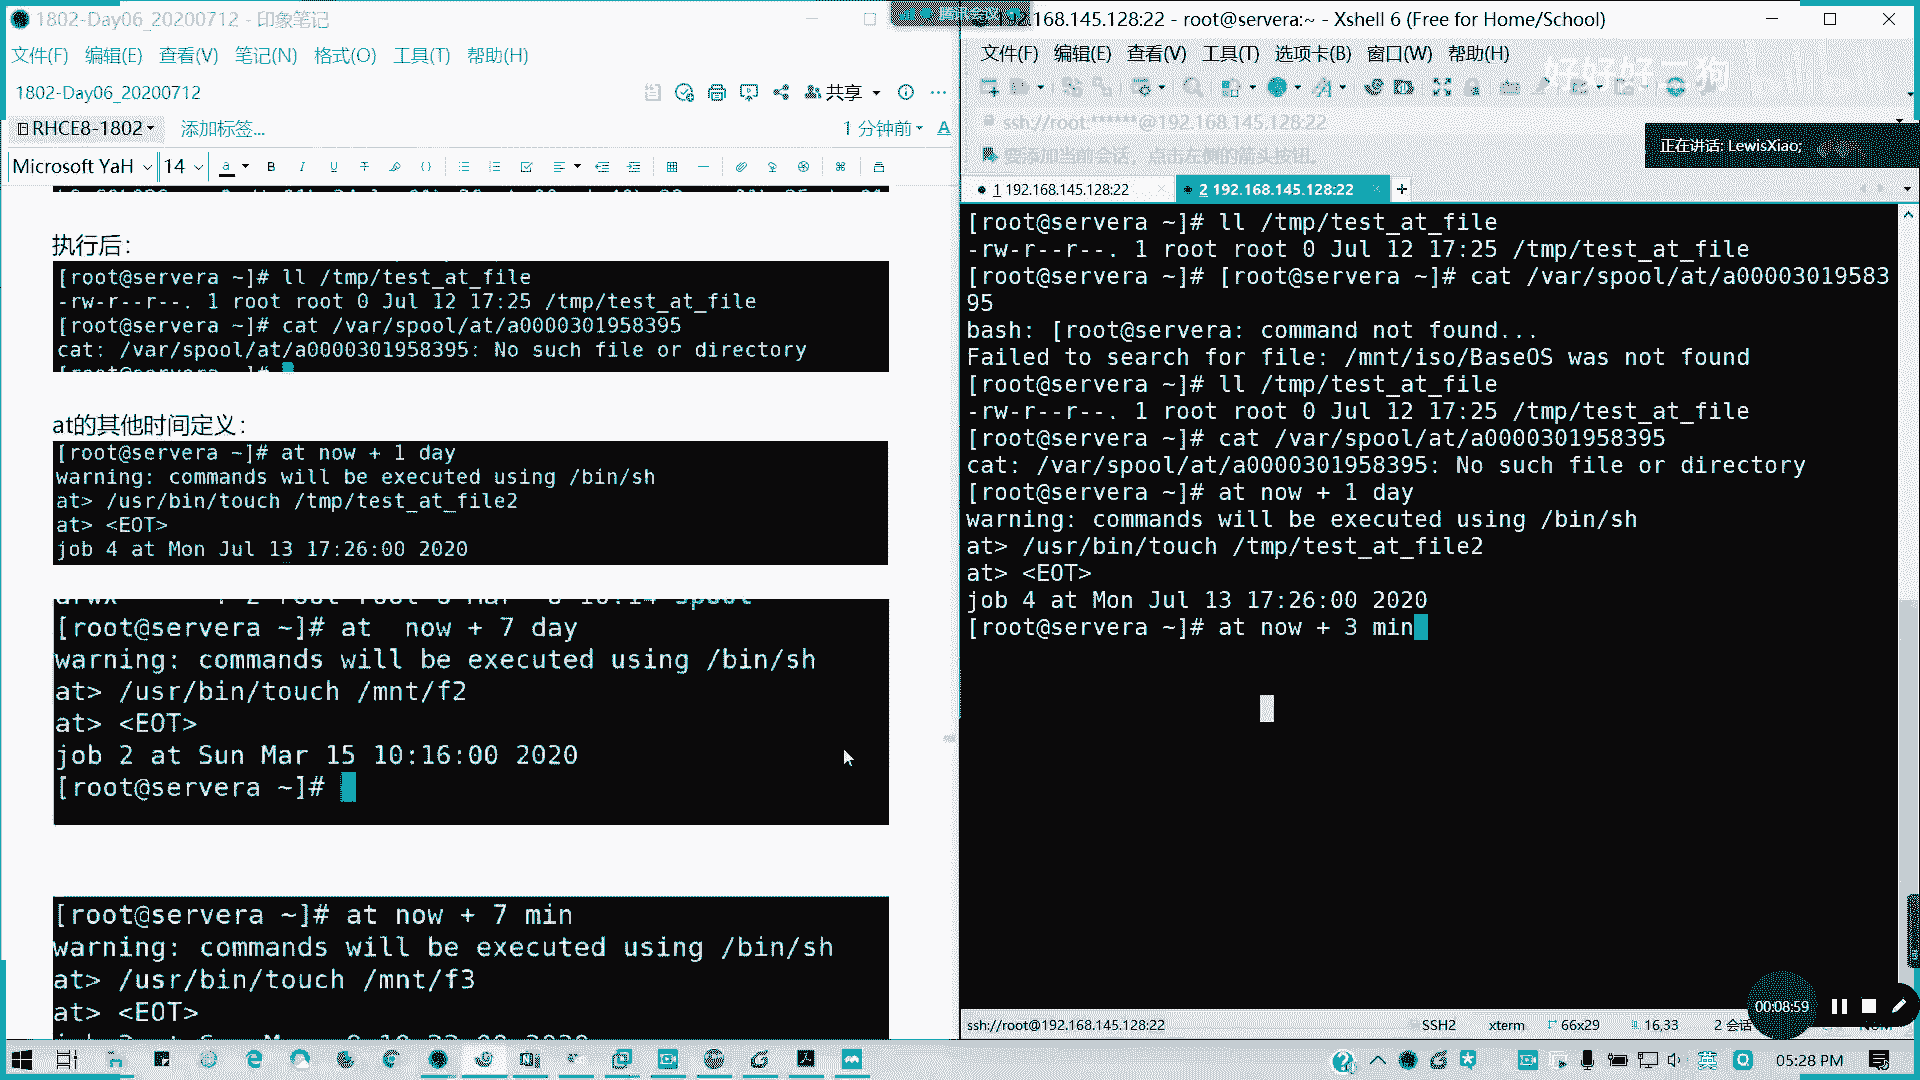 1802-Day06_20200712 - 印象笔记
文件(F) 编辑(E) 查看(V) 笔记(N) 格式(O) 工具(T) 帮助(H)
1802-Day06_20200712
共享
RHCE8-1802
添加标签...
1 分钟前
Microsoft YaH 14
执行后:
[root@servera ~]# ll /tmp/test_at_file
-rw-r--r--. 1 root root 0 Jul 12 17:25 /tmp/test_at_file
[root@servera ~]# cat /var/spool/at/a0000301958395
cat: /var/spool/at/a0000301958395: No such file or directory
at的其他时间定义:
[root@servera ~]# at now + 1 day
warning: commands will be executed using /bin/sh
at> /usr/bin/touch /tmp/test_at_file2
at> <EOT>
job 4 at Mon Jul 13 17:26:00 2020
[root@servera ~]# at  now + 7 day
warning: commands will be executed using /bin/sh
at> /usr/bin/touch /mnt/f2
at> <EOT>
job 2 at Sun Mar 15 10:16:00 2020
[root@servera ~]#
[root@servera ~]# at now + 7 min
warning: commands will be executed using /bin/sh
at> /usr/bin/touch /mnt/f3
at> <EOT>
192.168.145.128:22 - root@servera:~ - Xshell 6 (Free for Home/School)
文件(F) 编辑(E) 查看(V) 工具(T) 选项卡(B) 窗口(W) 帮助(H)
好好好二狗
ssh://root:******@192.168.145.128:22
要添加当前会话，点击左侧的箭头按钮。
正在讲话: LewisXiao;
1 192.168.145.128:22
2 192.168.145.128:22
[root@servera ~]# ll /tmp/test_at_file
-rw-r--r--. 1 root root 0 Jul 12 17:25 /tmp/test_at_file
[root@servera ~]# [root@servera ~]# cat /var/spool/at/a00003019583
95
bash: [root@servera: command not found...
Failed to search for file: /mnt/iso/BaseOS was not found
[root@servera ~]# ll /tmp/test_at_file
-rw-r--r--. 1 root root 0 Jul 12 17:25 /tmp/test_at_file
[root@servera ~]# cat /var/spool/at/a0000301958395
cat: /var/spool/at/a0000301958395: No such file or directory
[root@servera ~]# at now + 1 day
warning: commands will be executed using /bin/sh
at> /usr/bin/touch /tmp/test_at_file2
at> <EOT>
job 4 at Mon Jul 13 17:26:00 2020
[root@servera ~]# at now + 3 min
00:08:59
ssh://root@192.168.145.128:22
SSH2
xterm
66x29
16,33
2 会话
英
05:28 PM